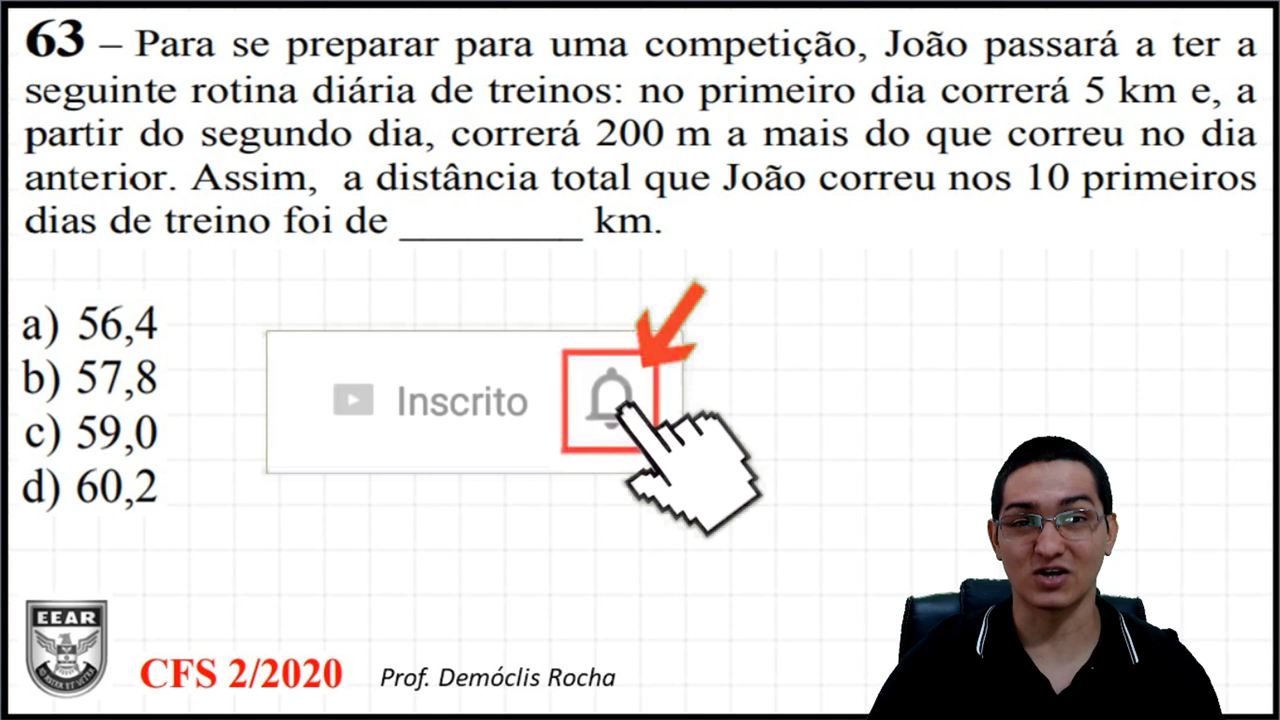 63 – Para se preparar para uma competição, João passará a ter a
seguinte rotina diária de treinos: no primeiro dia correrá 5 km e, a
partir do segundo dia, correrá 200 m a mais do que correu no dia
anterior. Assim, a distância total que João correu nos 10 primeiros
dias de treino foi de _________ km.
a) 56,4
b) 57,8
c) 59,0
d) 60,2
Inscrito
EEAR
CFS 2/2020
Prof. Demóclis Rocha